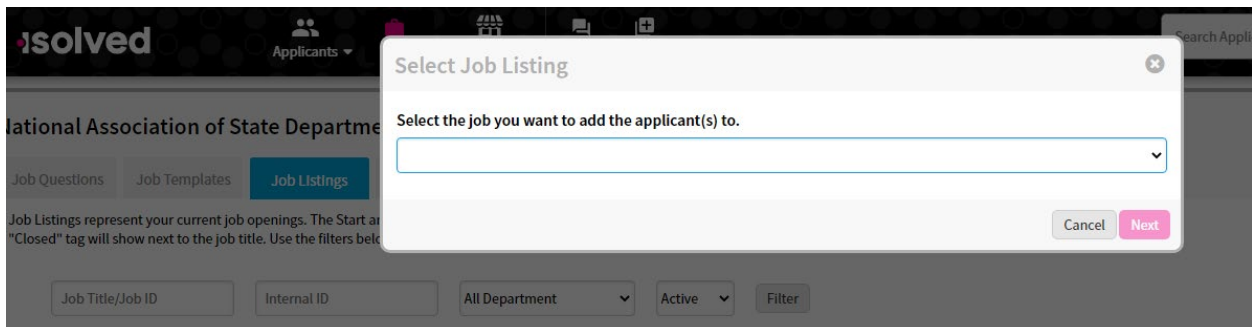 isolved
Applicants
Search Appli
Select Job Listing
Select the job you want to add the applicant(s) to.
Cancel
Next
National Association of State Departme
Job Questions
Job Templates
Job Listings
Job Listings represent your current job openings. The Start a
"Closed" tag will show next to the job title. Use the filters belo
Job Title/Job ID
Internal ID
All Department
Active
Filter